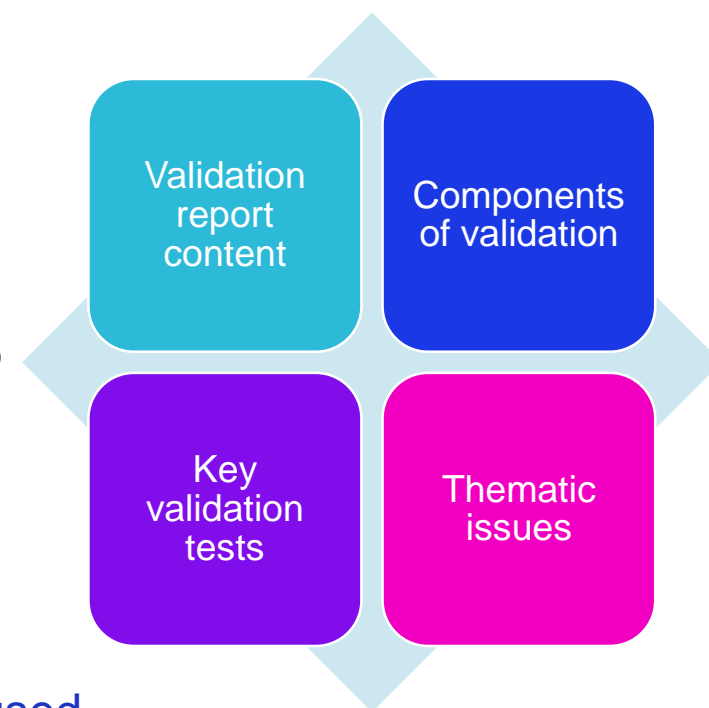 Validation
report
content
Components
of validation
Key
validation
tests
Thematic
issues